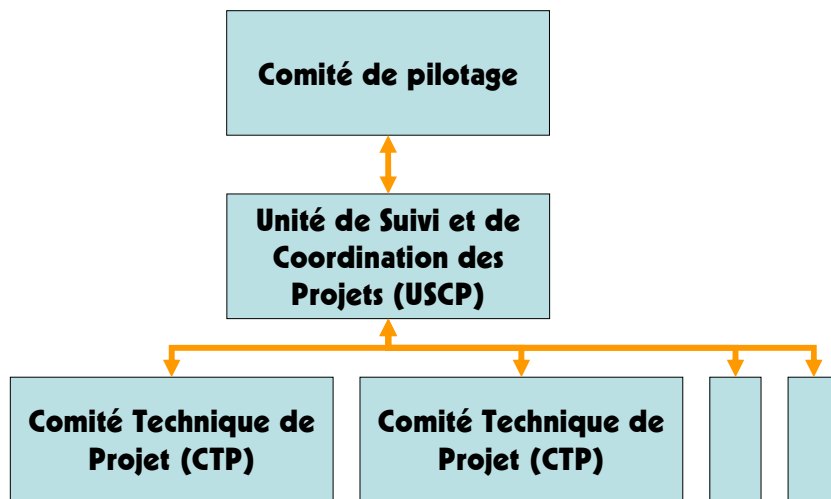 Comité de pilotage
Unité de Suivi et de
Coordination des
Projets (USCP)
Comité Technique de
Projet (CTP)
Comité Technique de
Projet (CTP)